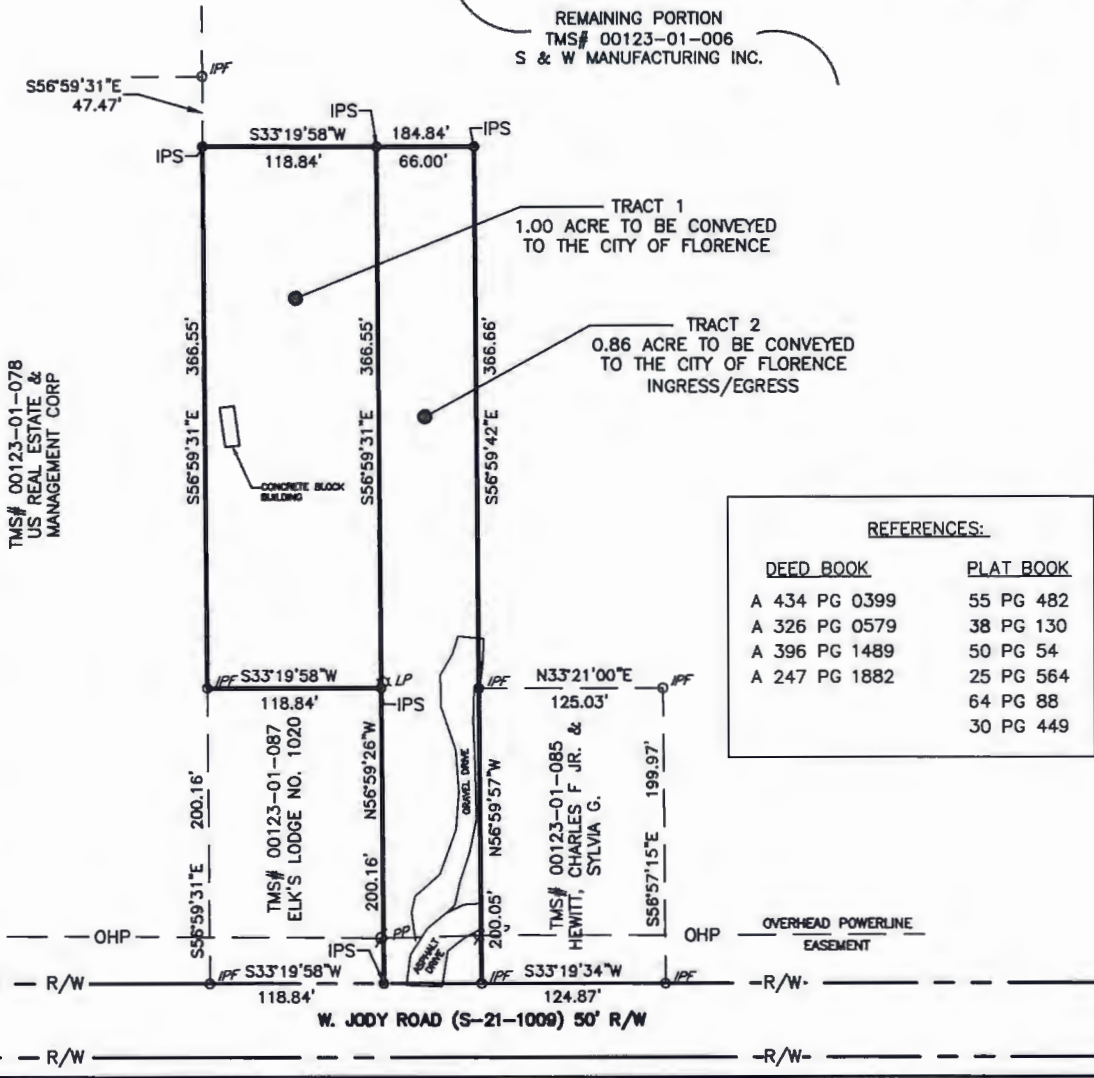 REMAINING PORTION
TMS# 00123-01-006
S & W MANUFACTURING INC.
IPF
S56°59'31"E
47.47'
IPS
S33°19'58"W
184.84'
IPS
IPS
118.84'
66.00'
TRACT 1
1.00 ACRE TO BE CONVEYED
TO THE CITY OF FLORENCE
TRACT 2
0.86 ACRE TO BE CONVEYED
TO THE CITY OF FLORENCE
INGRESS/EGRESS
TMS# 00123-01-078
US REAL ESTATE &
MANAGEMENT CORP
S56°59'31"E 366.55'
S56°59'31"E 366.55'
S56°59'42"E 366.66'
CONCRETE BLOCK
BUILDING
REFERENCES:
DEED BOOK
A 434 PG 0399
A 326 PG 0579
A 396 PG 1489
A 247 PG 1882
PLAT BOOK
55 PG 482
38 PG 130
50 PG 54
25 PG 564
64 PG 88
30 PG 449
IPF
S33°19'58"W
LP
IPF
N33°21'00"E
IPF
118.84'
IPS
125.03'
S56°59'31"E 200.16'
TMS# 00123-01-087
ELK'S LODGE NO. 1020
N56°59'26"W
200.16'
GRAVEL DRIVE
N56°59'57"W
200.05'
TMS# 00123-01-085
HEWITT, CHARLES F JR. &
SYLVIA G.
S56°57'15"E 199.97'
OHP
PP
OHP
OVERHEAD POWERLINE
EASEMENT
IPS
ASPHALT
DRIVE
R/W
IPF
S33°19'58"W
IPF
S33°19'34"W
IPF
R/W
118.84'
124.87'
W. JODY ROAD (S-21-1009) 50' R/W
R/W
R/W